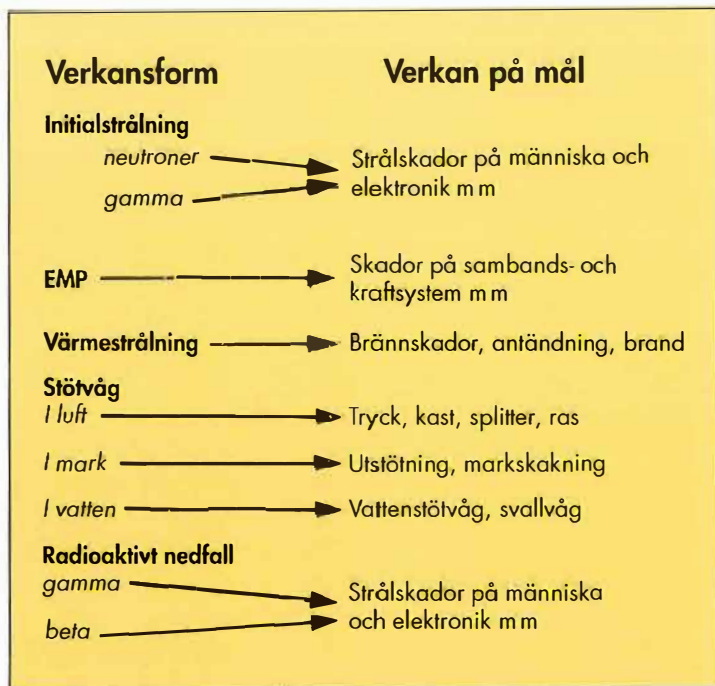 Verkansform Verkan på mål
Initialstrålning
neutroner Strålskador på människa och
gamma elektronik m m
EMP Skador på sambands- och
kraftsystem m m
Värmestrålning Brännskador, antändning, brand
Stötvåg
I luft Tryck, kast, splitter, ras
I mark Utstötning, markskakning
I vatten Vattenstötvåg, svallvåg
Radioaktivt nedfall
gamma Strålskador på människa
beta och elektronik m m